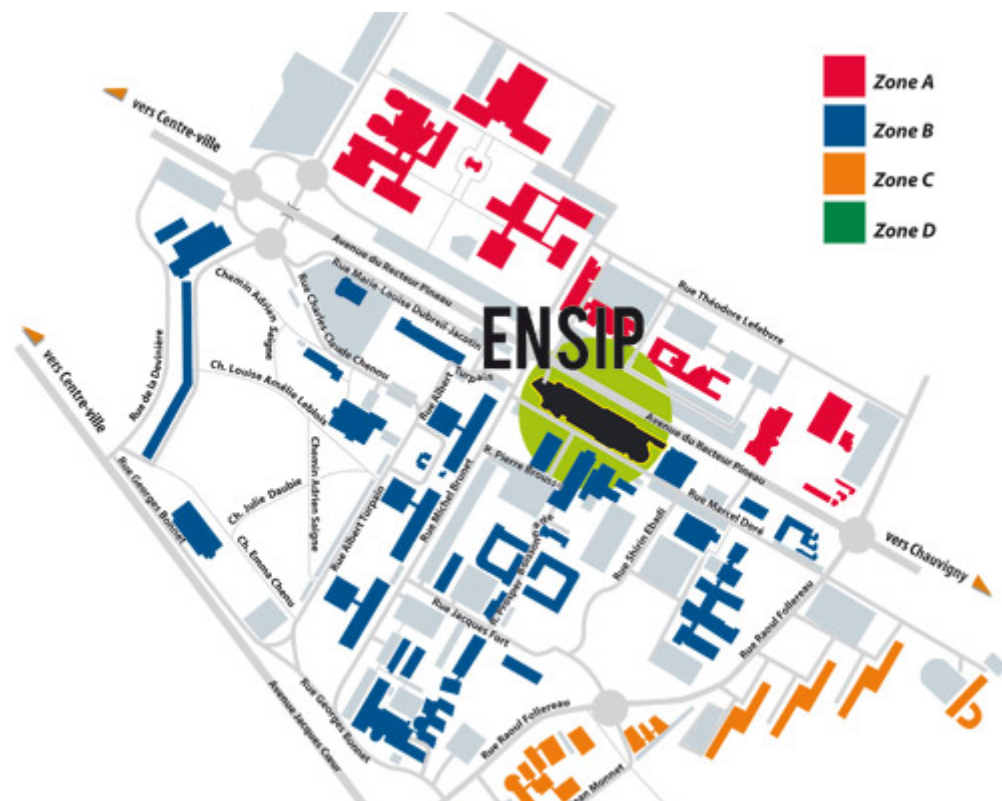 Zone A
Zone B
Zone C
Zone D
vers Centre-ville
Avenue du Recteur Pineau
Rue Marie-Louise Dubreil-Jacotin
Rue Théodore Lefebvre
Chemin Adrien Saigne
Rue Charles Claude Chenou
ENSIP
vers Centre-ville
Rue de la Devinière
Ch. Louise Amélie Leblois
Rue Albert Turpain
Avenue du Recteur Pineau
R. Pierre Brousse
Rue Marcel Doré
Rue Georges Bonnet
Ch. Julie Daubie
Chemin Adrien Saigne
Rue Michel Brunet
Rue Albert Turpain
Ch. Emma Chenu
Rue Shirin Ebadi
vers Chauvigny
Rue Jacques Fort
Rue Raoul Follereau
Avenue Jacques Cœur
Rue Georges Bonnet
Rue Raoul Follereau
Monnet